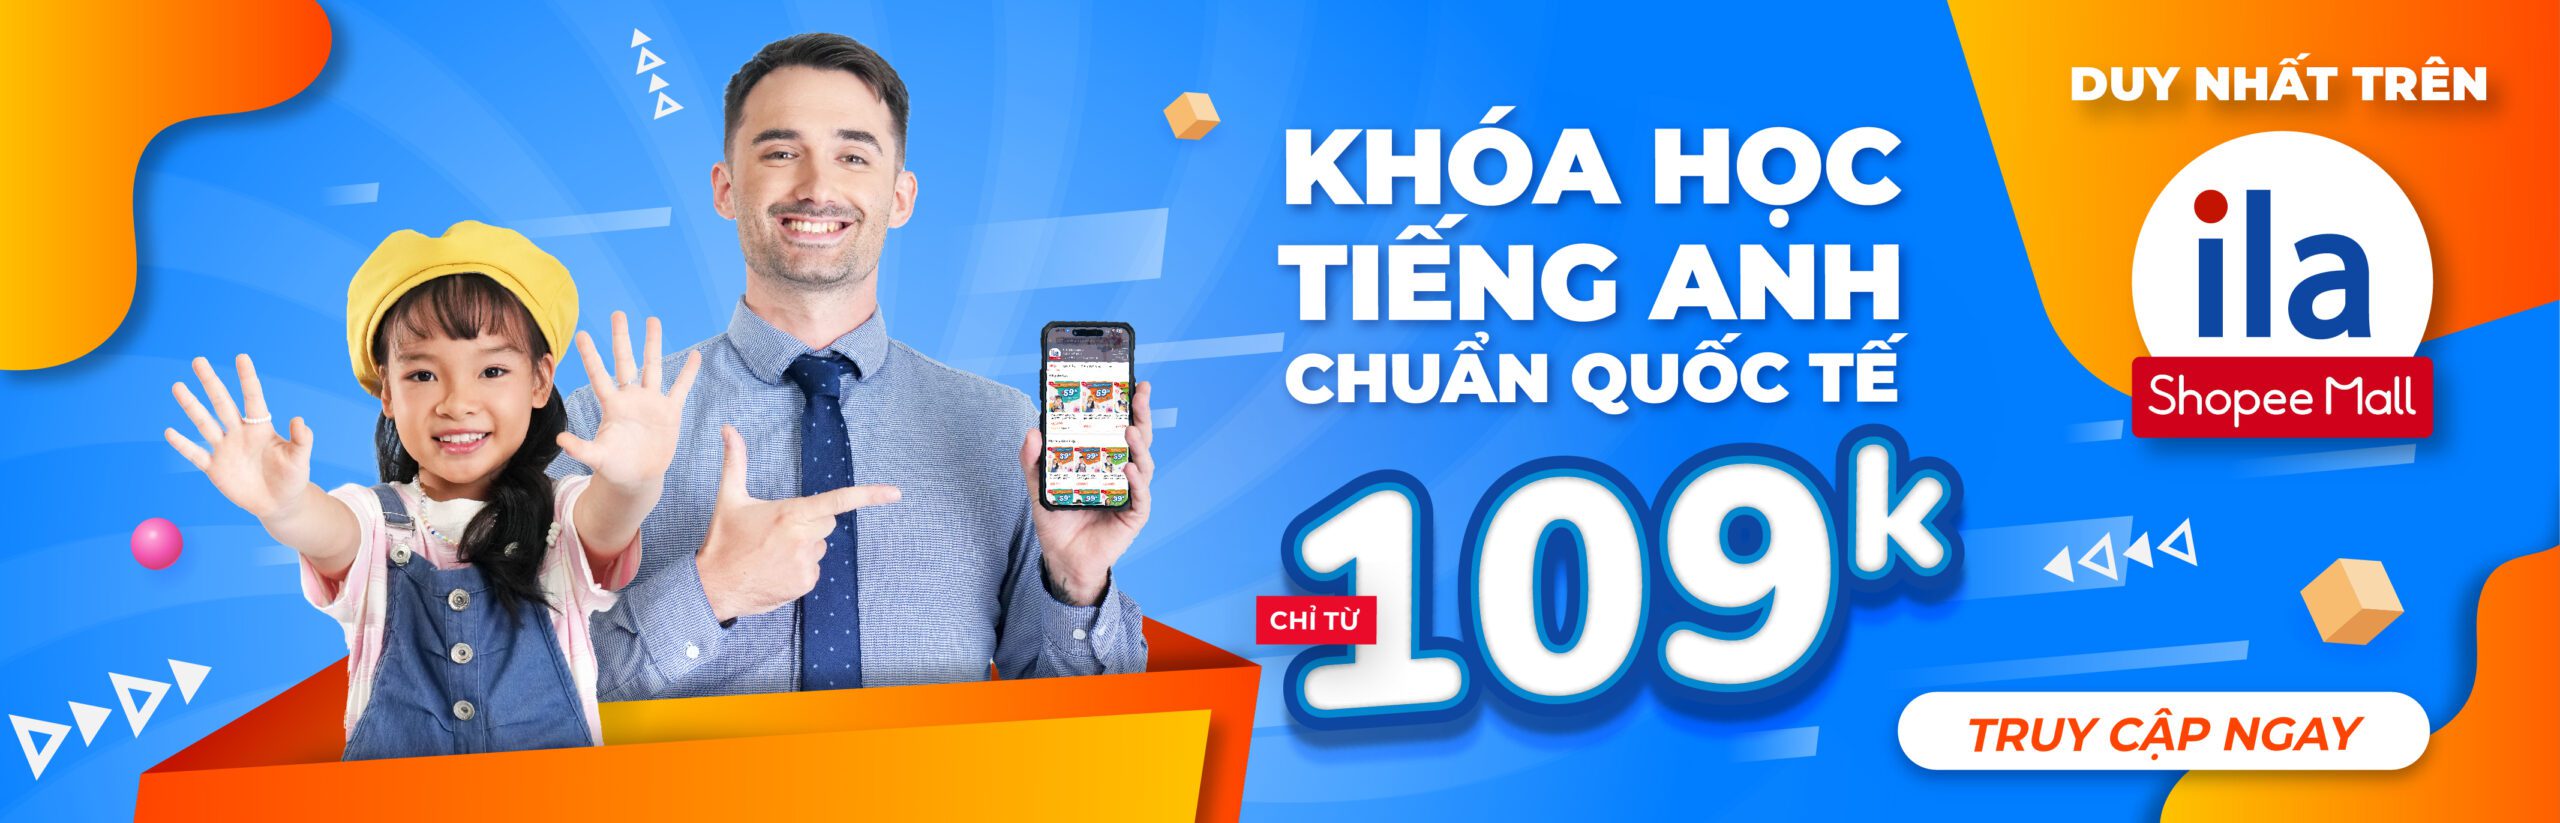 KHÓA HỌC
TIẾNG ANH
CHUẨN QUỐC TẾ
CHỈ TỪ
109k
DUY NHẤT TRÊN
ila
Shopee Mall
TRUY CẬP NGAY